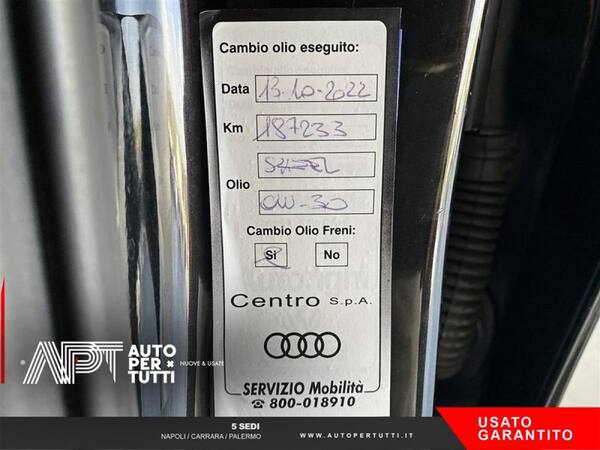 Cambio olio eseguito:
Data 13-10-2022
Km 187233
SHELL
Olio
0W-30
Cambio Olio Freni:
Si No
Centro S.p.A.
SERVIZIO Mobilità
☎ 800-018910
APT AUTO PER TUTTI
NUOVE & USATE
5 SEDI
NAPOLI / CARRARA / PALERMO
WWW.AUTOPERTUTTI.IT
USATO
GARANTITO